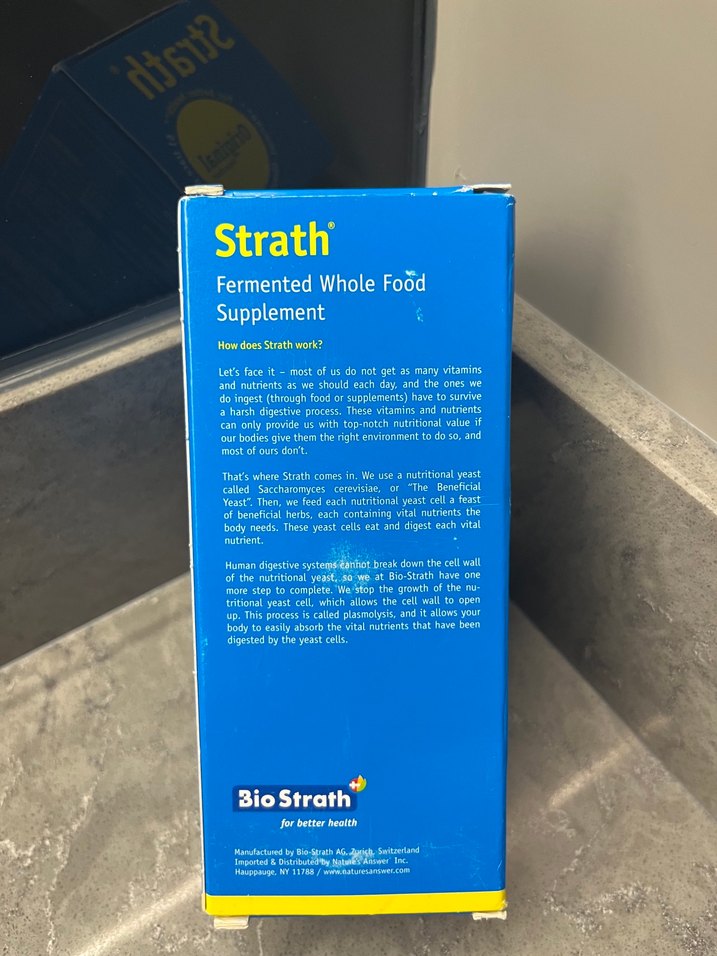 Strath
Original
Strath®
Fermented Whole Food
Supplement
How does Strath work?
Let's face it – most of us do not get as many vitamins
and nutrients as we should each day, and the ones we
do ingest (through food or supplements) have to survive
a harsh digestive process. These vitamins and nutrients
can only provide us with top-notch nutritional value if
our bodies give them the right environment to do so, and
most of ours don't.
That's where Strath comes in. We use a nutritional yeast
called Saccharomyces cerevisiae, or "The Beneficial
Yeast". Then, we feed each nutritional yeast cell a feast
of beneficial herbs, each containing vital nutrients the
body needs. These yeast cells eat and digest each vital
nutrient.
Human digestive systems cannot break down the cell wall
of the nutritional yeast, so we at Bio-Strath have one
more step to complete. We stop the growth of the nu-
tritional yeast cell, which allows the cell wall to open
up. This process is called plasmolysis, and it allows your
body to easily absorb the vital nutrients that have been
digested by the yeast cells.
Bio Strath
for better health
Manufactured by Bio-Strath AG, Zurich, Switzerland
Imported & Distributed by Nature's Answer® Inc.
Hauppauge, NY 11788 / www.naturesanswer.com